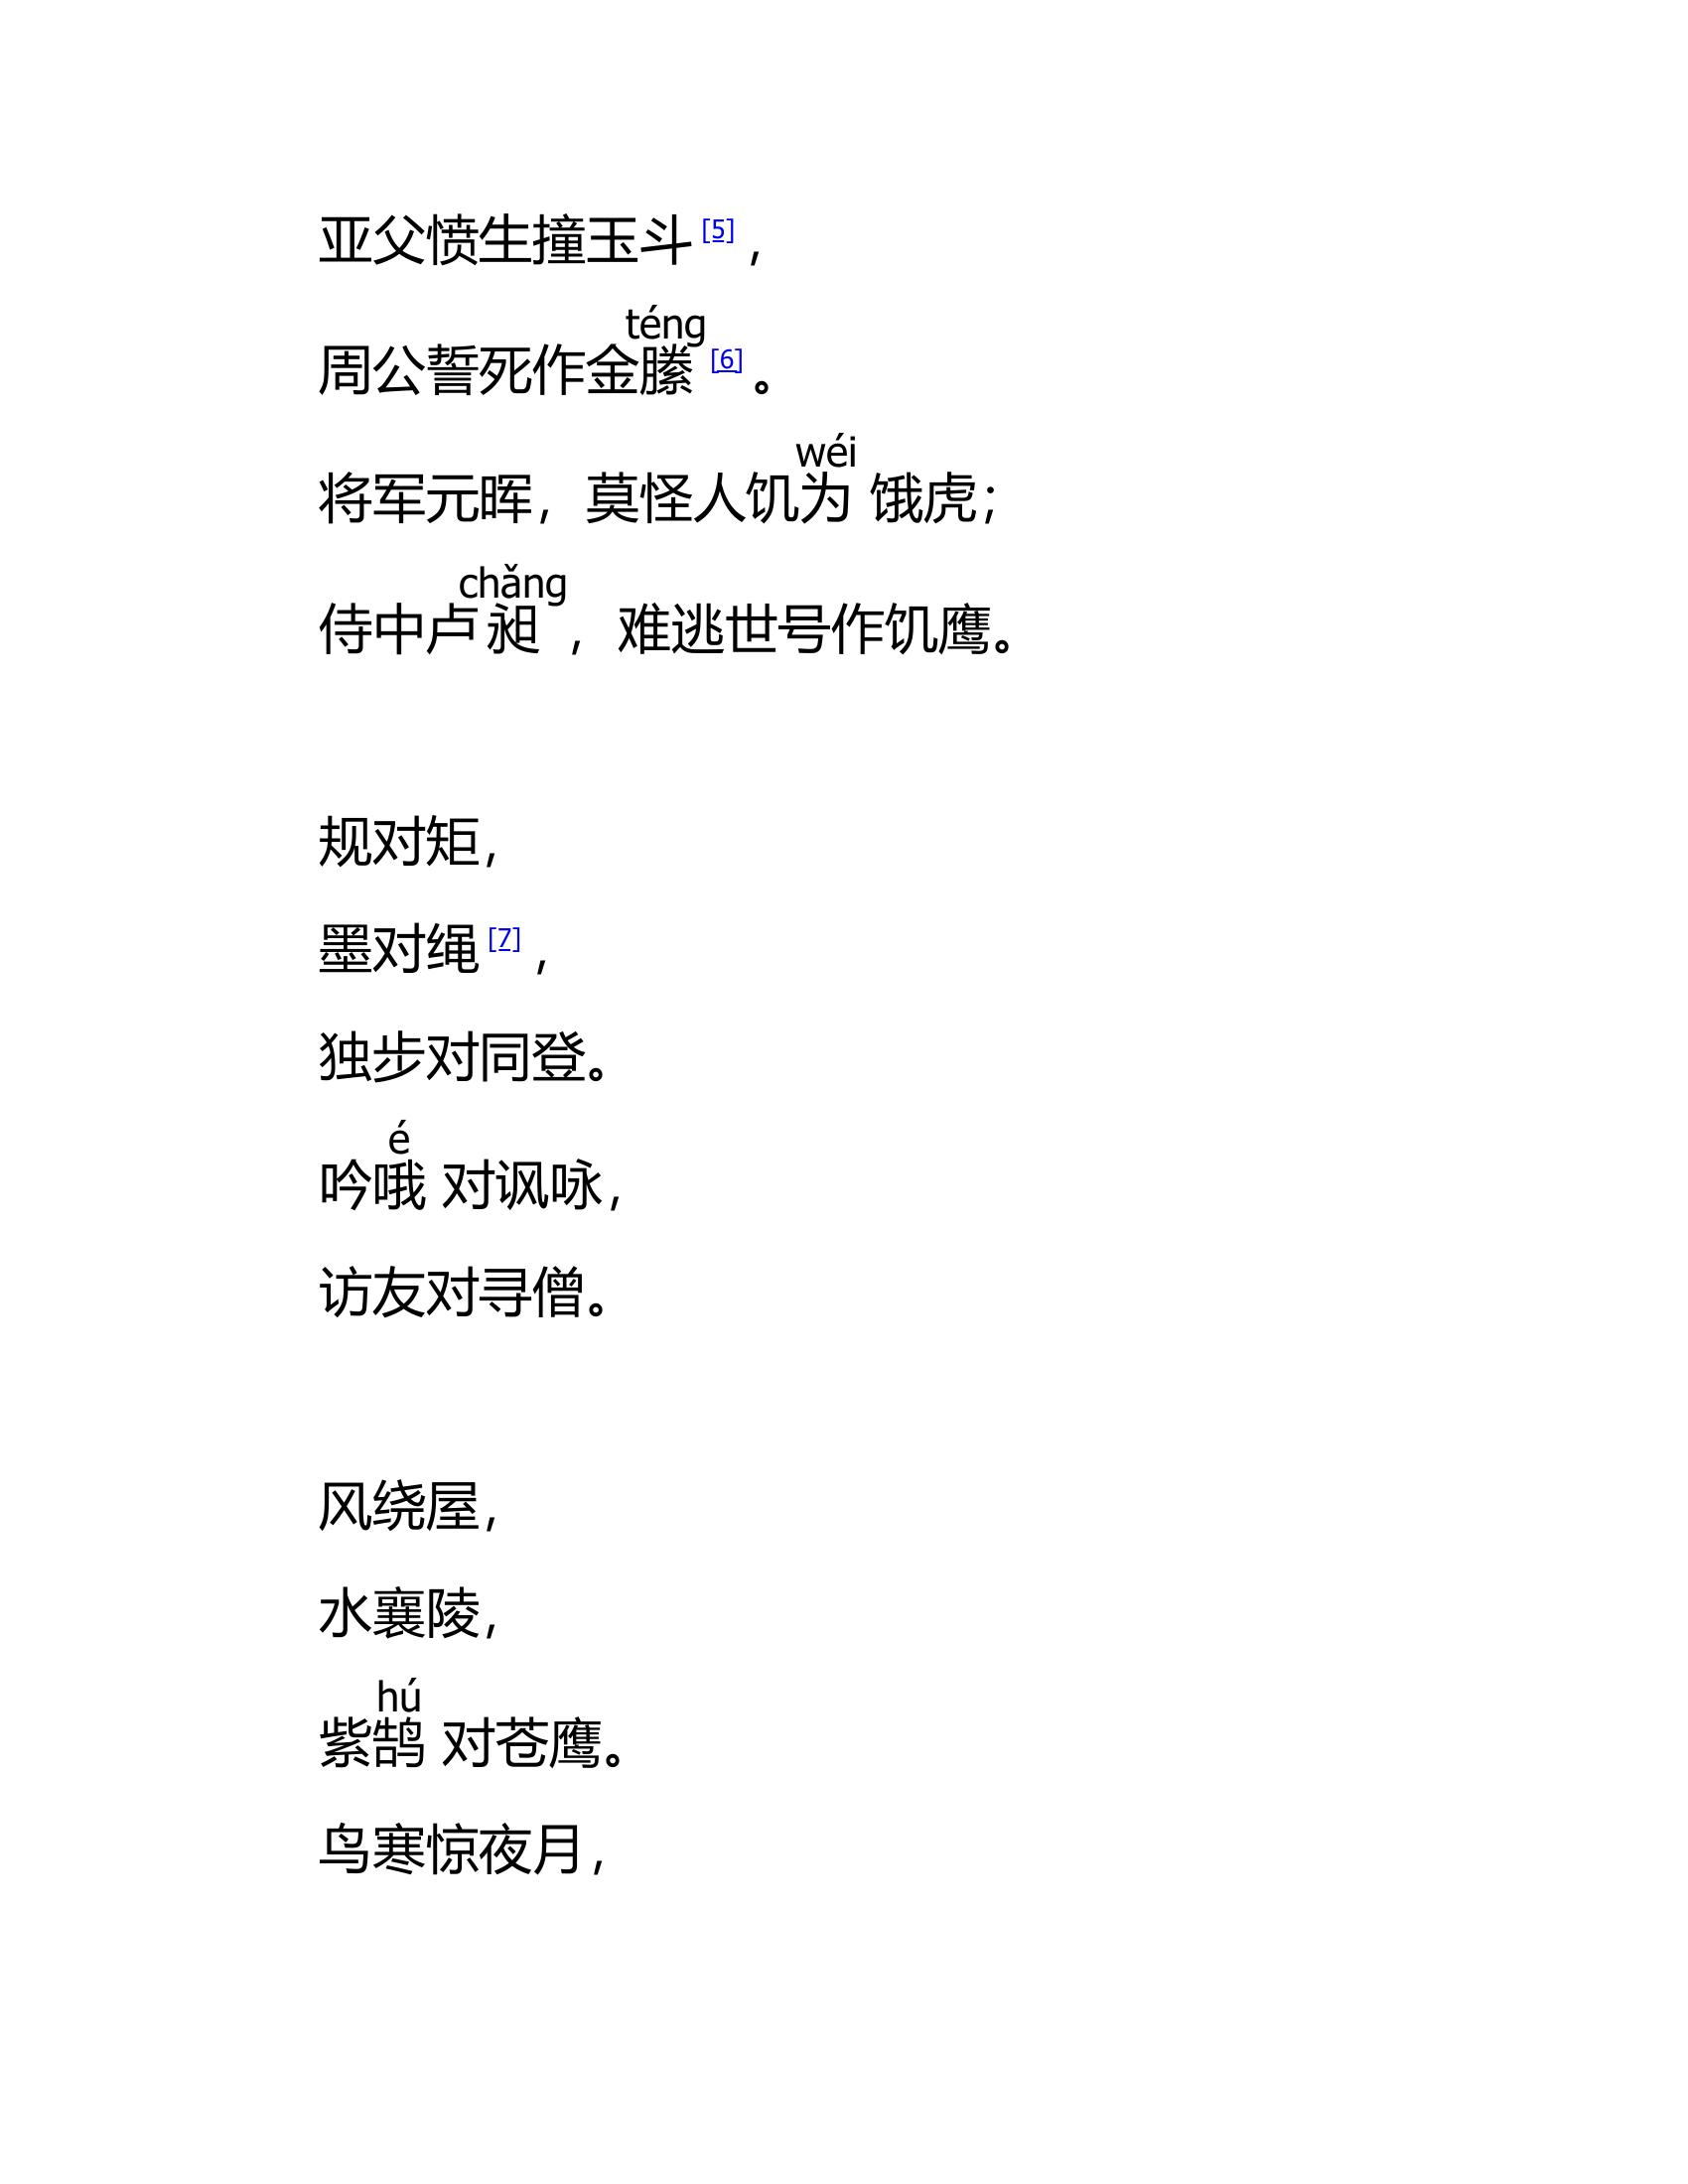 亚父愤生撞玉斗[5]，
téng
周公誓死作金縢[6]。
wéi
将军元晖，莫怪人饥为 饿虎；
chǎng
侍中卢昶，难逃世号作饥鹰。
规对矩，
墨对绳[7]，
独步对同登。
é
吟哦 对讽咏，
访友对寻僧。
风绕屋，
水襄陵，
hú
紫鹄 对苍鹰。
鸟寒惊夜月，